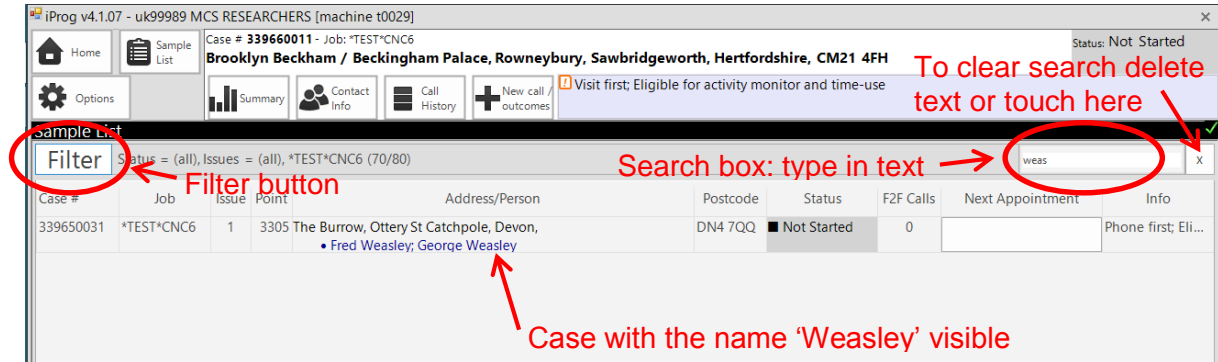 iProg v4.1.07 - uk99989 MCS RESEARCHERS [machine t0029]
Home
Sample List
Case # 339660011 - Job: *TEST*CNC6
Status: Not Started
Brooklyn Beckham / Beckingham Palace, Rowneybury, Sawbridgeworth, Hertfordshire, CM21 4FH
Options
Summary
Contact Info
Call History
New call / outcomes
Visit first; Eligible for activity monitor and time-use
To clear search delete
text or touch here
Sample List
Filter
Status = (all), Issues = (all), *TEST*CNC6 (70/80)
Filter button
Search box: type in text
weas
x
Case # Job Issue Point Address/Person Postcode Status F2F Calls Next Appointment Info
339650031 *TEST*CNC6 1 3305 The Burrow, Ottery St Catchpole, Devon, DN4 7QQ Not Started 0 Phone first; Eli...
• Fred Weasley; George Weasley
Case with the name ‘Weasley’ visible